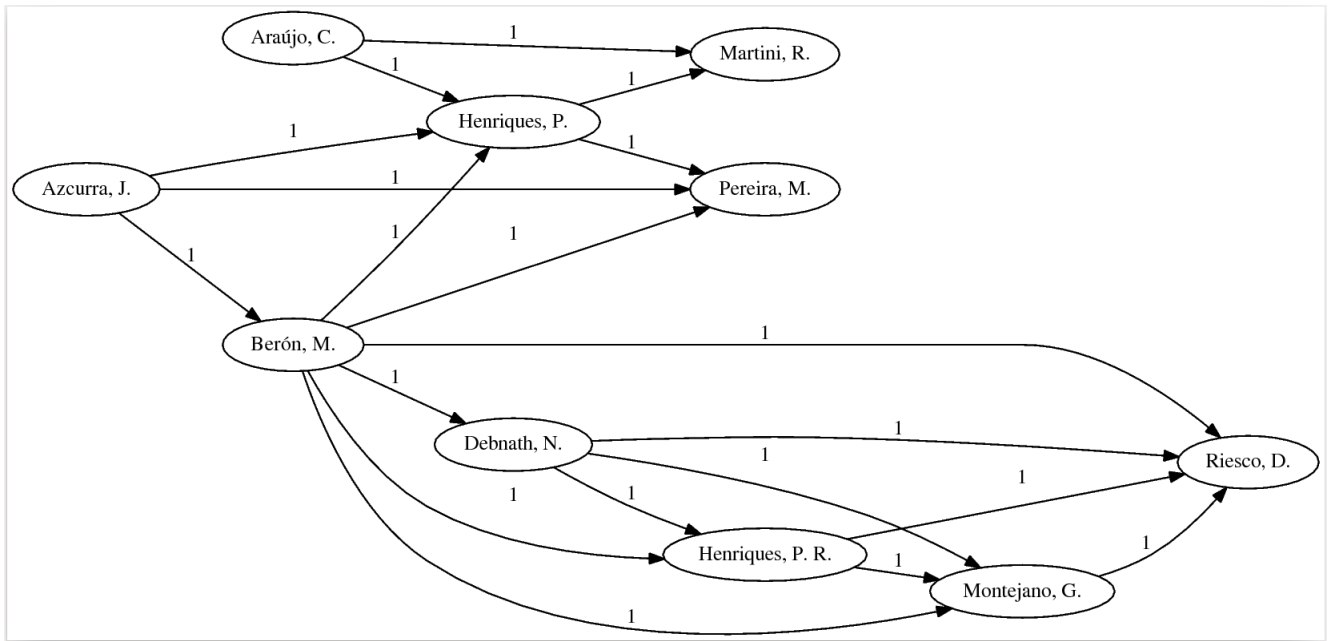 Araújo, C.
1
Martini, R.
1
1
Henriques, P.
1
1
Azcurra, J.
1
Pereira, M.
1
1
1
Berón, M.
1
1
Debnath, N.
1
1
Riesco, D.
1
1
1
Henriques, P. R.
1
1
Montejano, G.
1